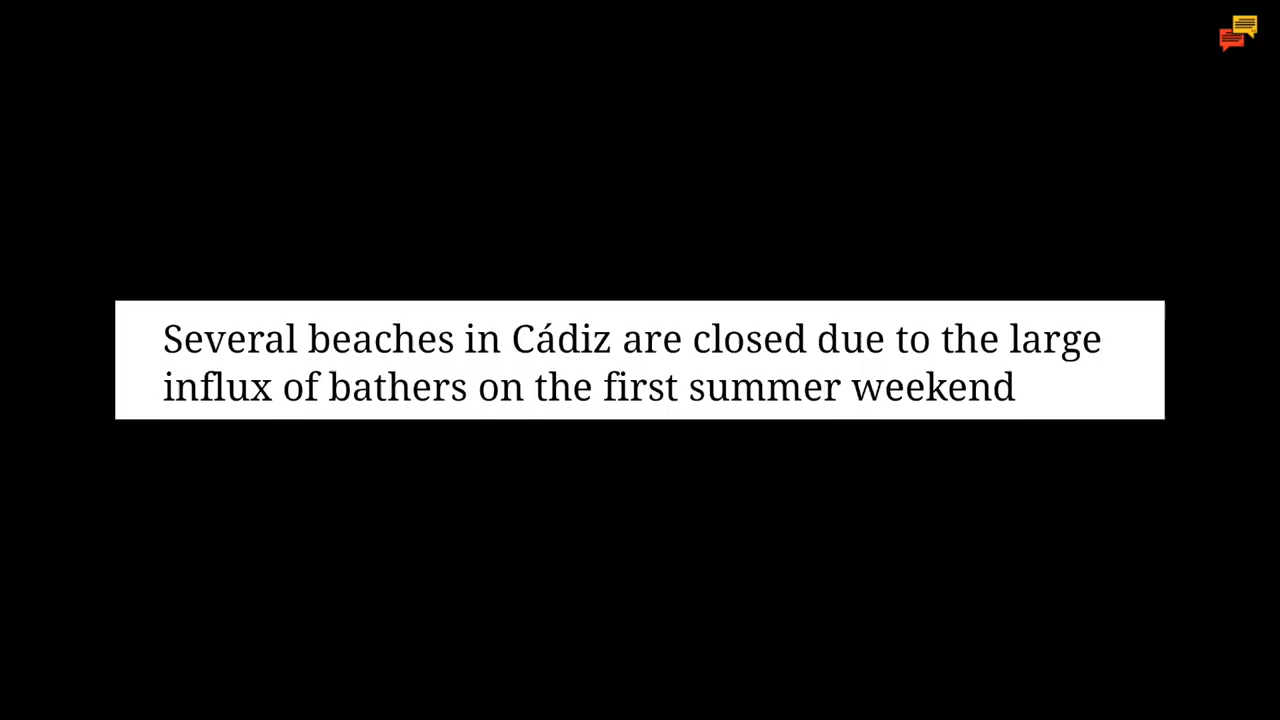 Several beaches in Cádiz are closed due to the large
influx of bathers on the first summer weekend